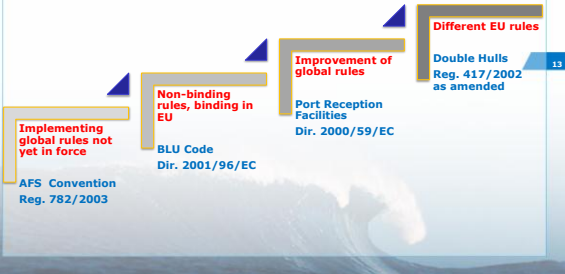 Implementing
global rules not
yet in force
AFS Convention
Reg. 782/2003
Non-binding
rules, binding in
EU
BLU Code
Dir. 2001/96/EC
Improvement of
global rules
Port Reception
Facilities
Dir. 2000/59/EC
Different EU rules
Double Hulls
Reg. 417/2002
as amended
13